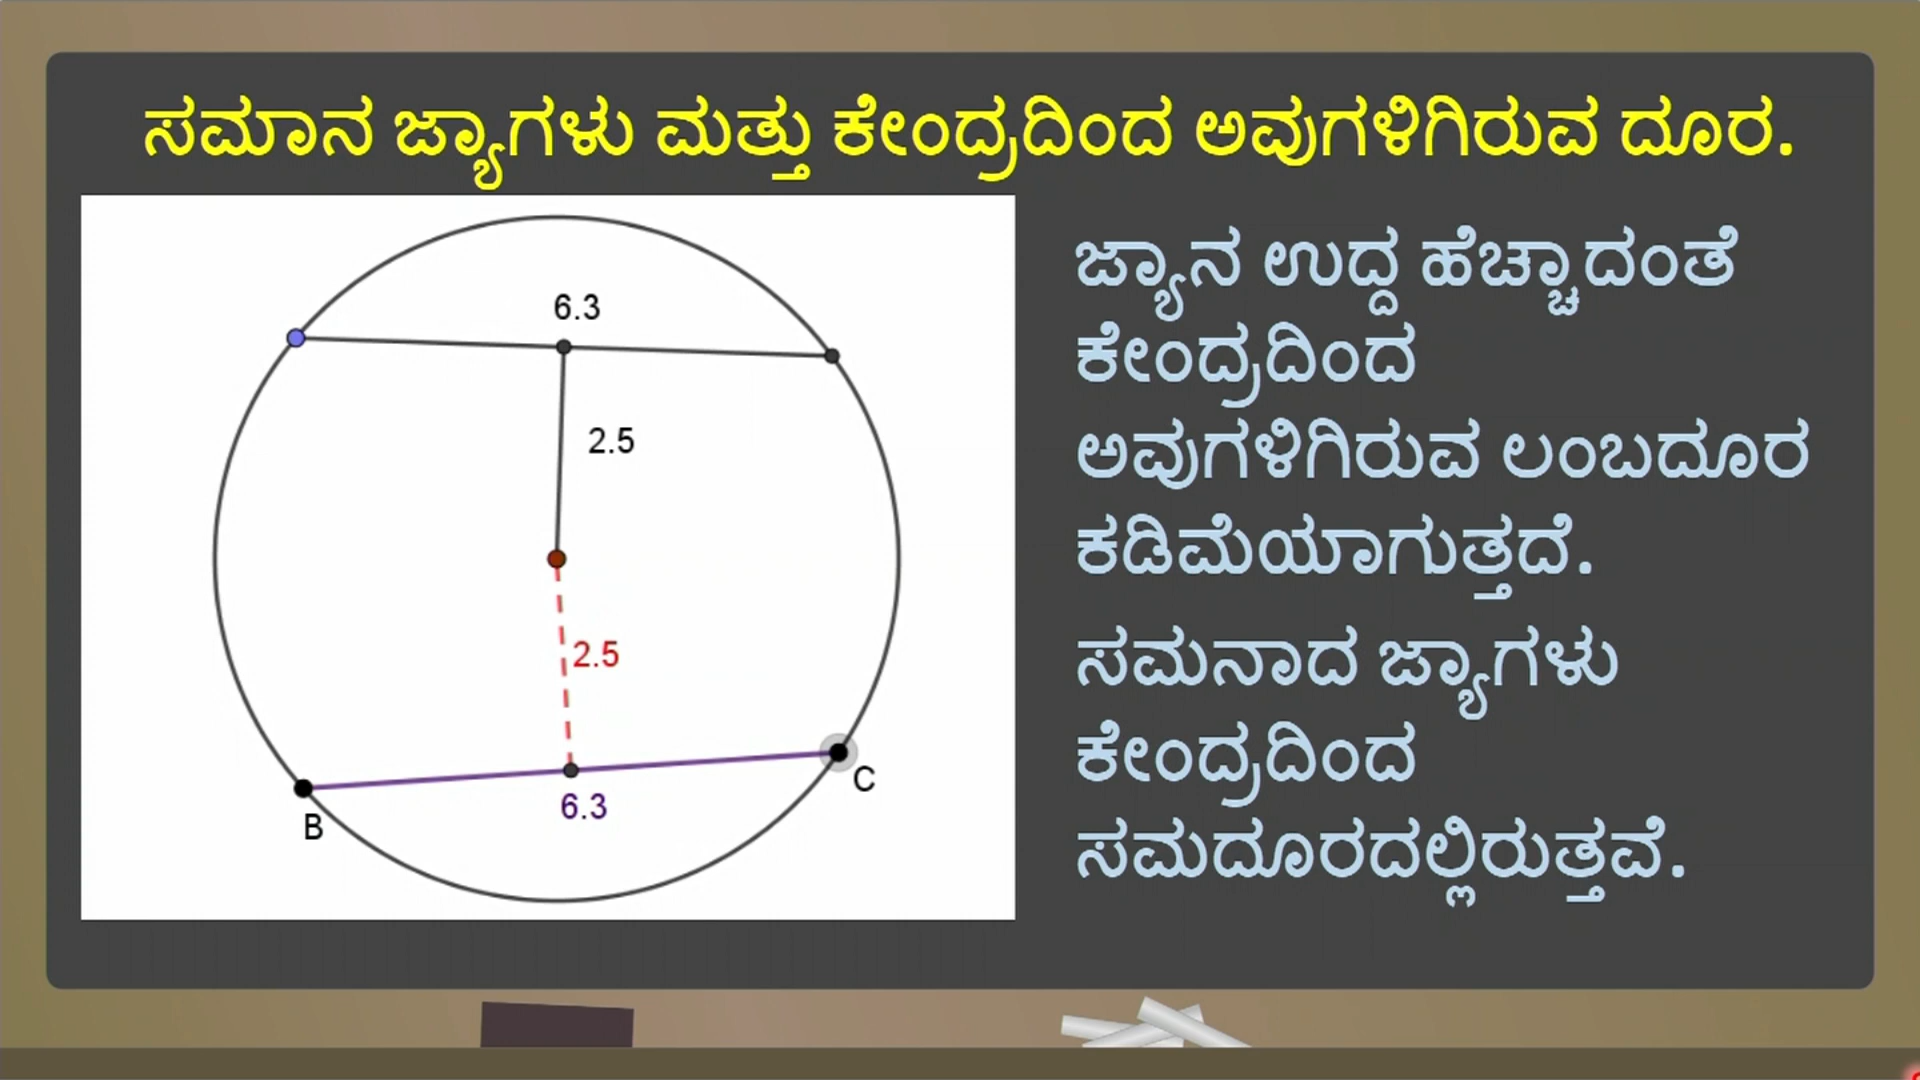 ಸಮಾನ ಜ್ಯಾಗಳು ಮತ್ತು ಕೇಂದ್ರದಿಂದ ಅವುಗಳಿಗಿರುವ ದೂರ.
6.3
2.5
2.5
6.3
B
C
ಜ್ಯಾನ ಉದ್ದ ಹೆಚ್ಚಾದಂತೆ
ಕೇಂದ್ರದಿಂದ
ಅವುಗಳಿಗಿರುವ ಲಂಬದೂರ
ಕಡಿಮೆಯಾಗುತ್ತದೆ.
ಸಮನಾದ ಜ್ಯಾಗಳು
ಕೇಂದ್ರದಿಂದ
ಸಮದೂರದಲ್ಲಿರುತ್ತವೆ.